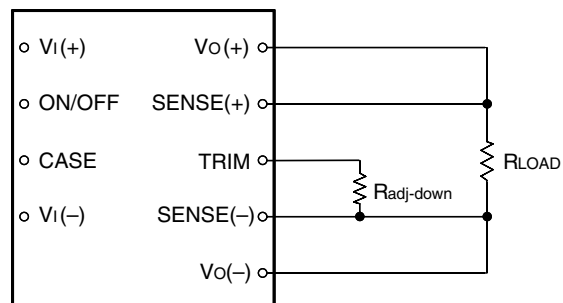 VI(+) VO(+)
ON/OFF SENSE(+)
CASE TRIM RLOAD
Radj-down
VI(–) SENSE(–)
VO(–)